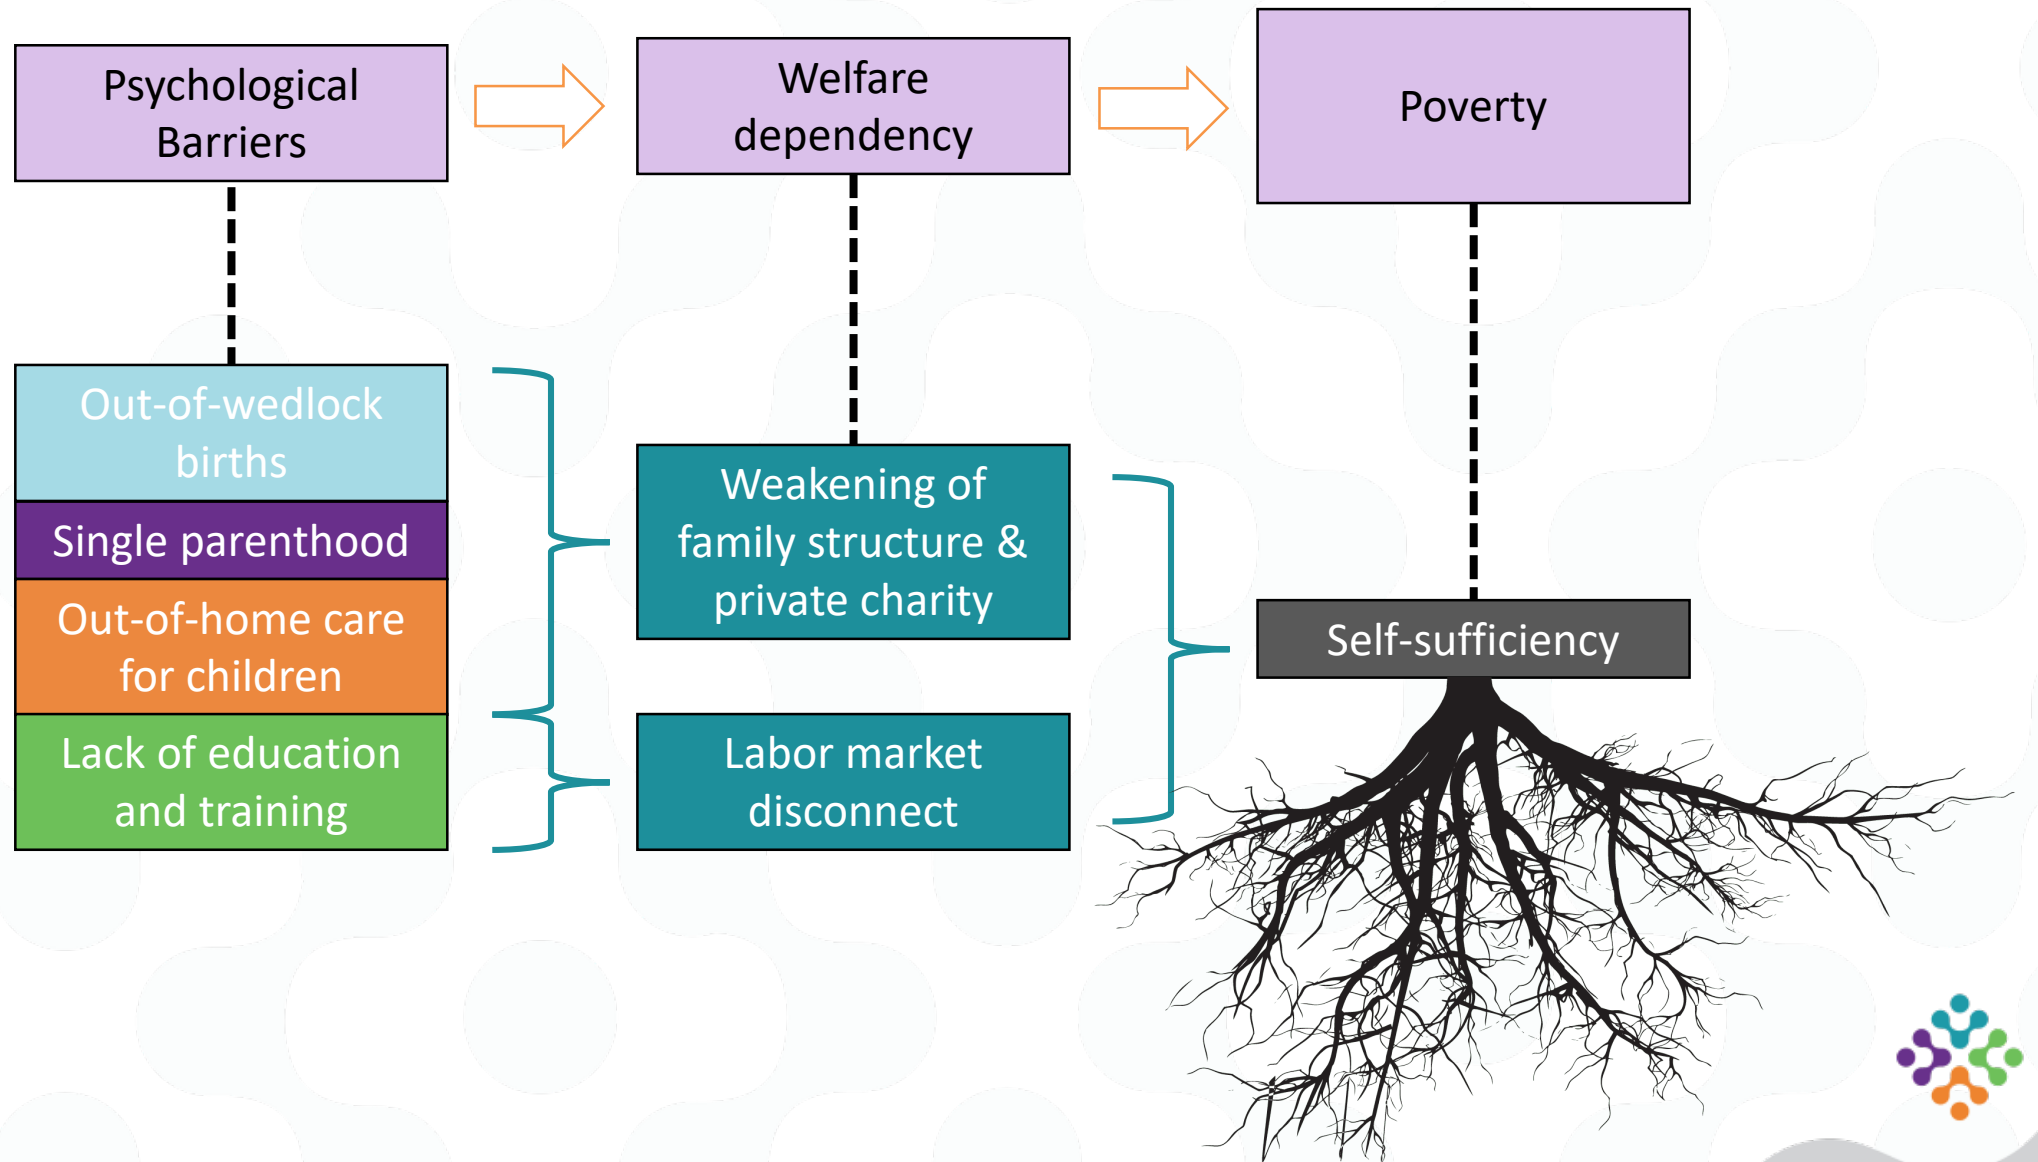 Psychological
Barriers
Welfare
dependency
Poverty
Out-of-wedlock
births
Single parenthood
Out-of-home care
for children
Lack of education
and training
Weakening of
family structure &
private charity
Labor market
disconnect
Self-sufficiency